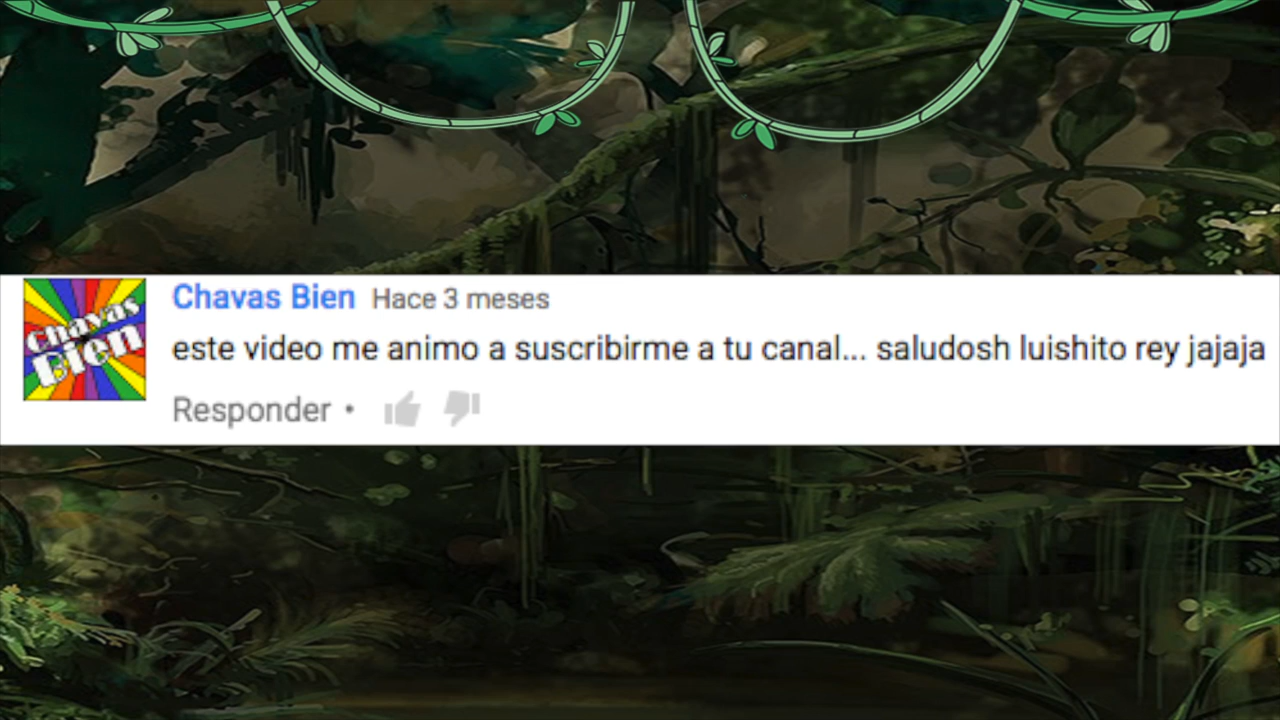 Chavas Bien Hace 3 meses
Chavas
Bien
este video me animo a suscribirme a tu canal... saludosh luishito rey jajaja
Responder •